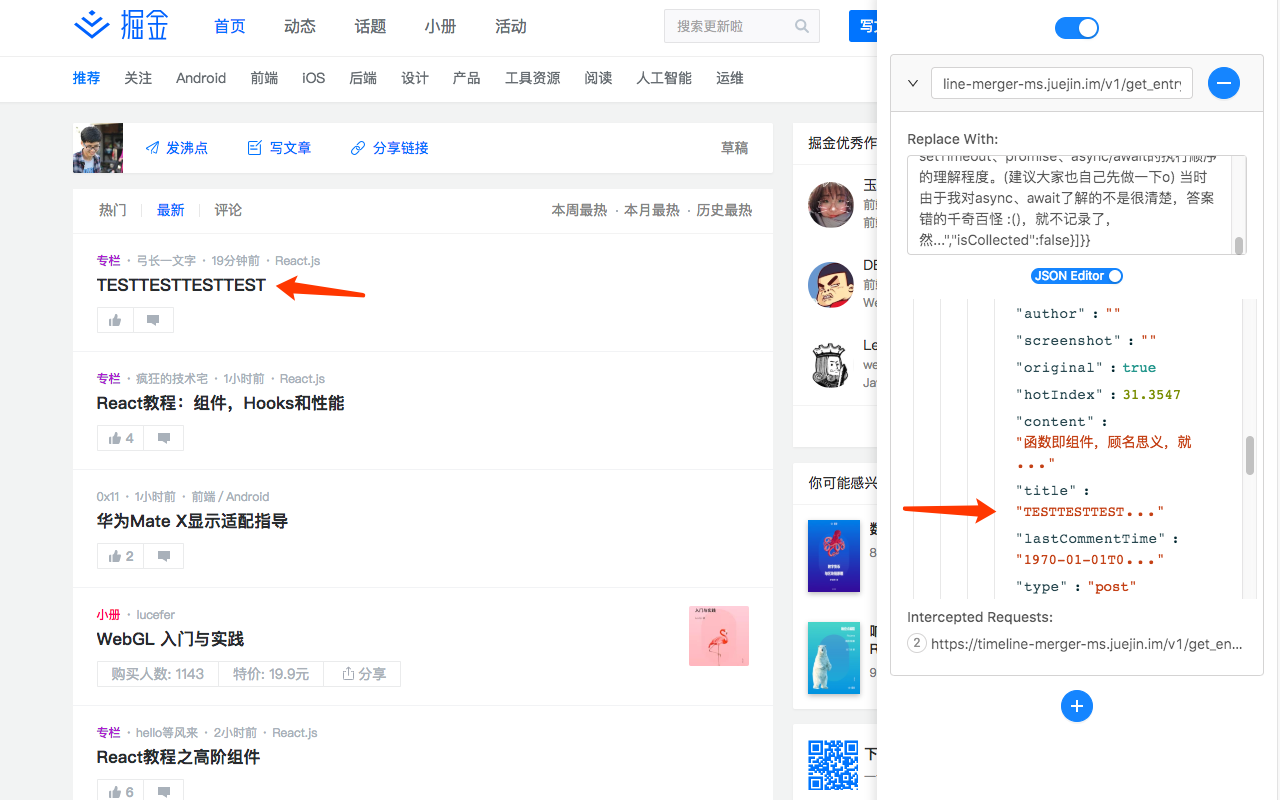 掘金 首页 动态 话题 小册 活动
搜索更新啦
推荐 关注 Android 前端 iOS 后端 设计 产品 工具资源 阅读 人工智能 运维
发沸点 写文章 分享链接 草稿
热门 最新 评论 本周最热 · 本月最热 · 历史最热
专栏 · 弓长一文字 · 19分钟前 · React.js
TESTTESTTESTTEST
专栏 · 疯狂的技术宅 · 1小时前 · React.js
React教程：组件，Hooks和性能
4
0x11 · 1小时前 · 前端 / Android
华为Mate X显示适配指导
2
小册 · lucefer
WebGL 入门与实践
购买人数: 1143 特价: 19.9元 分享
入门与实践
专栏 · hello等风来 · 2小时前 · React.js
React教程之高阶组件
6
掘金优秀作
玉
前
前
DE
前
We
Le
we
Ja
你可能感兴
数
8
R
9
下
一
line-merger-ms.juejin.im/v1/get_entry
Replace With:
setTimeout、promise、async/await的执行顺序
的理解程度。(建议大家也自己先做一下o) 当时
由于我对async、await了解的不是很清楚，答案
错的千奇百怪 :()，就不记录了，
然...","isCollected":false}]}}
JSON Editor
"author" : ""
"screenshot" : ""
"original" : true
"hotIndex" : 31.3547
"content" :
"函数即组件，顾名思义，就
..."
"title" :
"TESTTESTTEST..."
"lastCommentTime" :
"1970-01-01T0..."
"type" : "post"
Intercepted Requests:
2 https://timeline-merger-ms.juejin.im/v1/get_en...